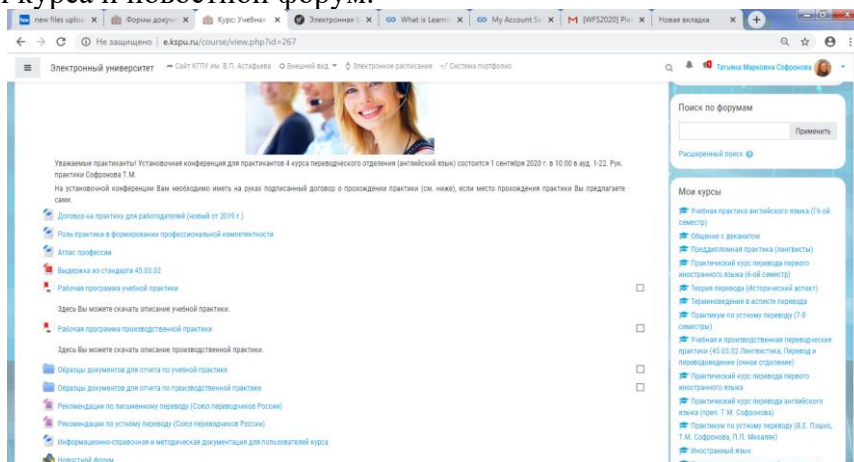 курса и новостной форум.
new files uploa
Формы докуме
Курс: Учебная
Электронная б
What is Learnin
My Account Se
[WFS2020] Ple
Новая вкладка
Не защищено | e.kspu.ru/course/view.php?id=267
Электронный университет
Сайт КГПУ им. В.П. Астафьева
Внешний вид
Электронное расписание
Система портфолио
Татьяна Марковна Софронова
Уважаемые практиканты! Установочная конференция для практикантов 4 курса переводческого отделения (английский язык) состоится 1 сентября 2020 г. в 10.00 в ауд. 1-22. Рук.
практики Софронова Т.М.
На установочной конференции Вам необходимо иметь на руках подписанный договор о прохождении практики (см. ниже), если место прохождения практики Вы предлагаете
сами.
Договор на практику для работодателей (новый от 2019 г.)
Роль практики в формировании профессиональной компетентности
Атлас профессии
Выдержка из стандарта 45.03.02
Рабочая программа учебной практики
Здесь Вы можете скачать описание учебной практики.
Рабочая программа производственной практики
Здесь Вы можете скачать описание производственной практики.
Образцы документов для отчета по учебной практике
Образцы документов для отчета по производственной практике
Рекомендации по письменному переводу (Союз переводчиков России)
Рекомендации по устному переводу (Союз переводчиков России)
Информационно-справочная и методическая документация для пользователей курса
Новостной форум
Поиск по форумам
Применить
Расширенный поиск
Мои курсы
Учебная практика английского языка (Г6-ой
семестр)
Общение с деканатом
Преддипломная практика (лингвисты)
Практический курс перевода первого
иностранного языка (6-ой семестр)
Теория перевода (Исторический аспект)
Терминоведение в аспекте перевода
Практикум по устному переводу (7-8
семестры)
Учебная и производственная переводческие
практики (45.03.02 Лингвистика, Перевод и
переводоведение (очное отделение)
Практический курс перевода первого
иностранного языка
Практический курс перевода английского
языка (преп. Т.М. Софронова)
Практикум по устному переводу (В.Е. Пашко,
Т.М. Софронова, П.П. Михалян)
Иностранный язык